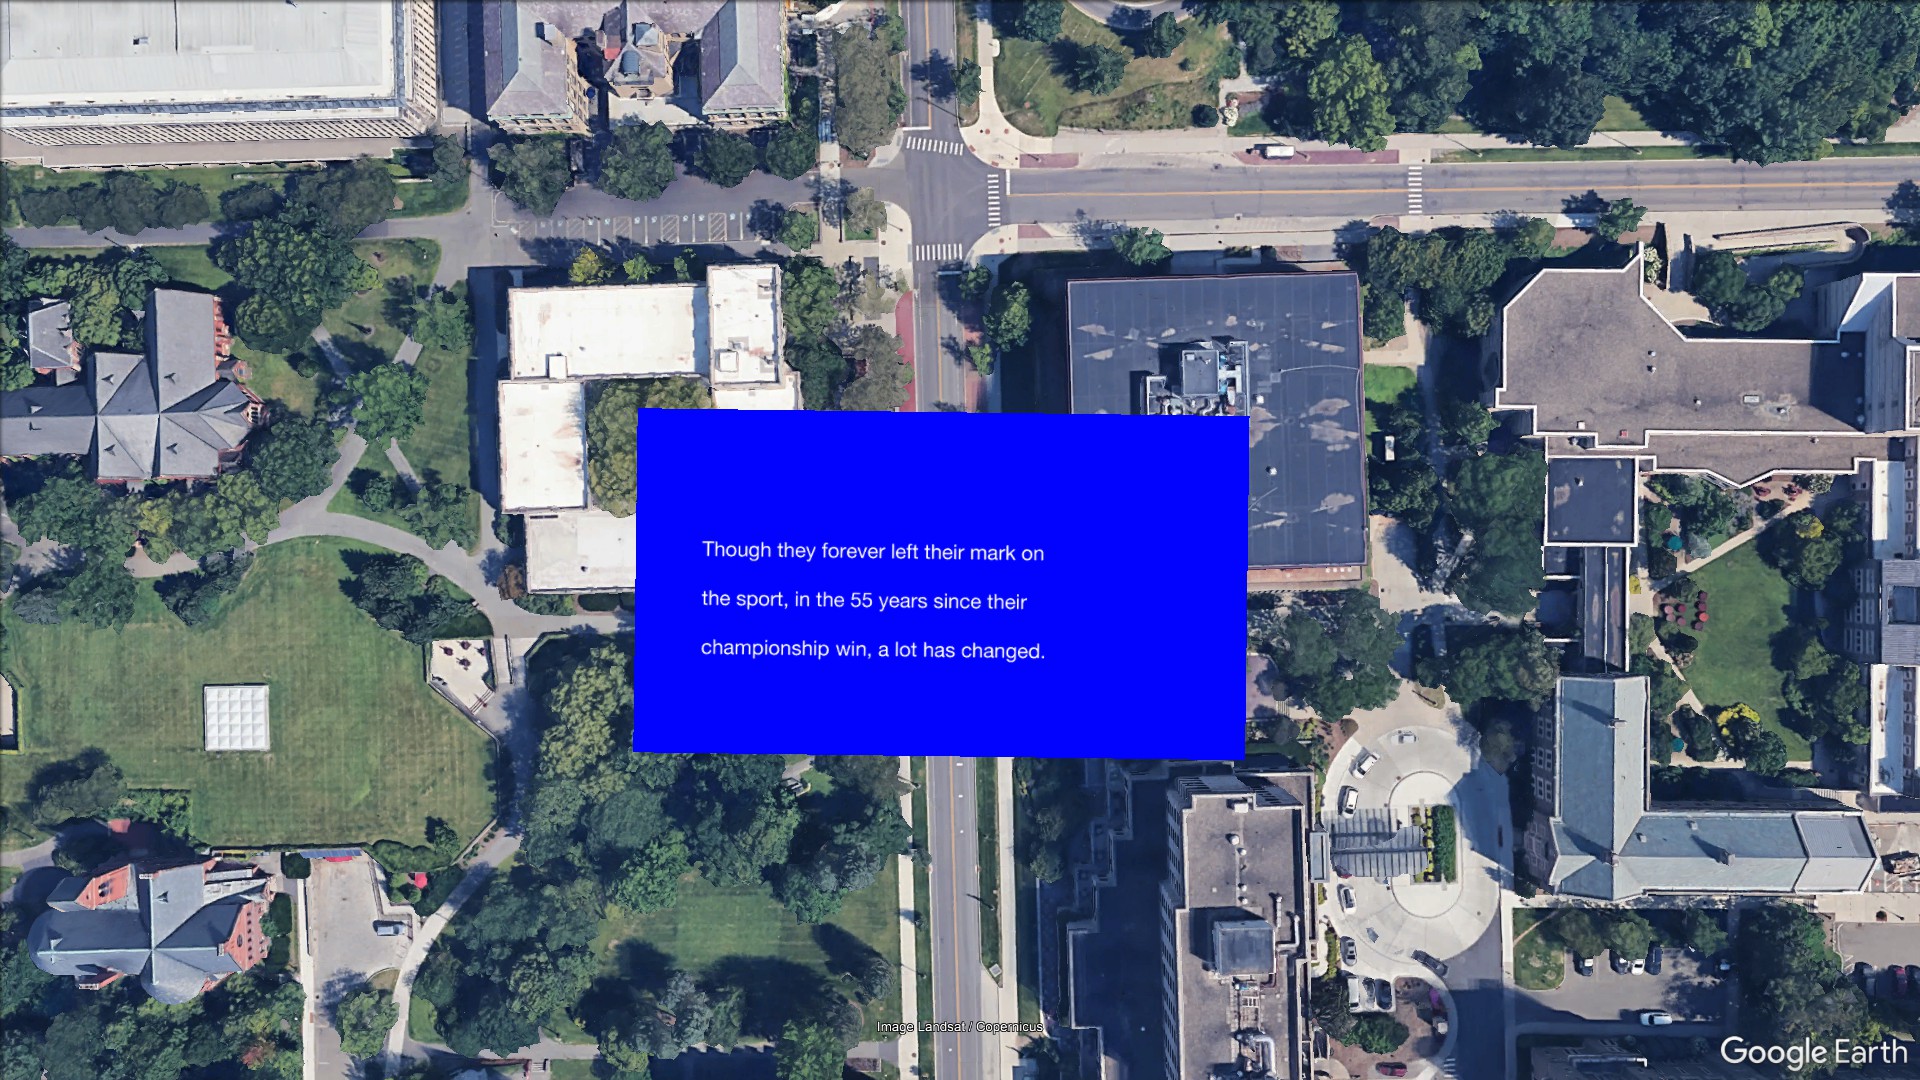 Though they forever left their mark on
the sport, in the 55 years since their
championship win, a lot has changed.
Image Landsat / Copernicus
Google Earth